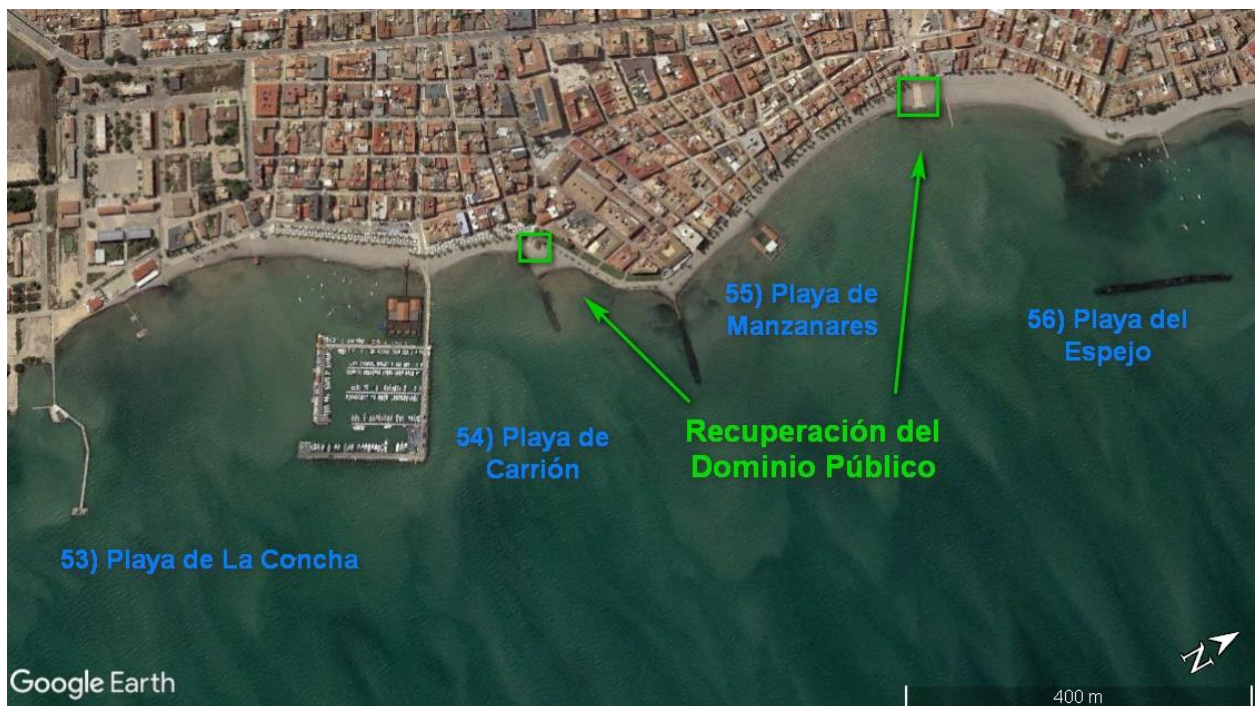 55) Playa de
Manzanares
56) Playa del
Espejo
54) Playa de
Carrión
Recuperación del
Dominio Público
53) Playa de La Concha
Google Earth
N
400 m